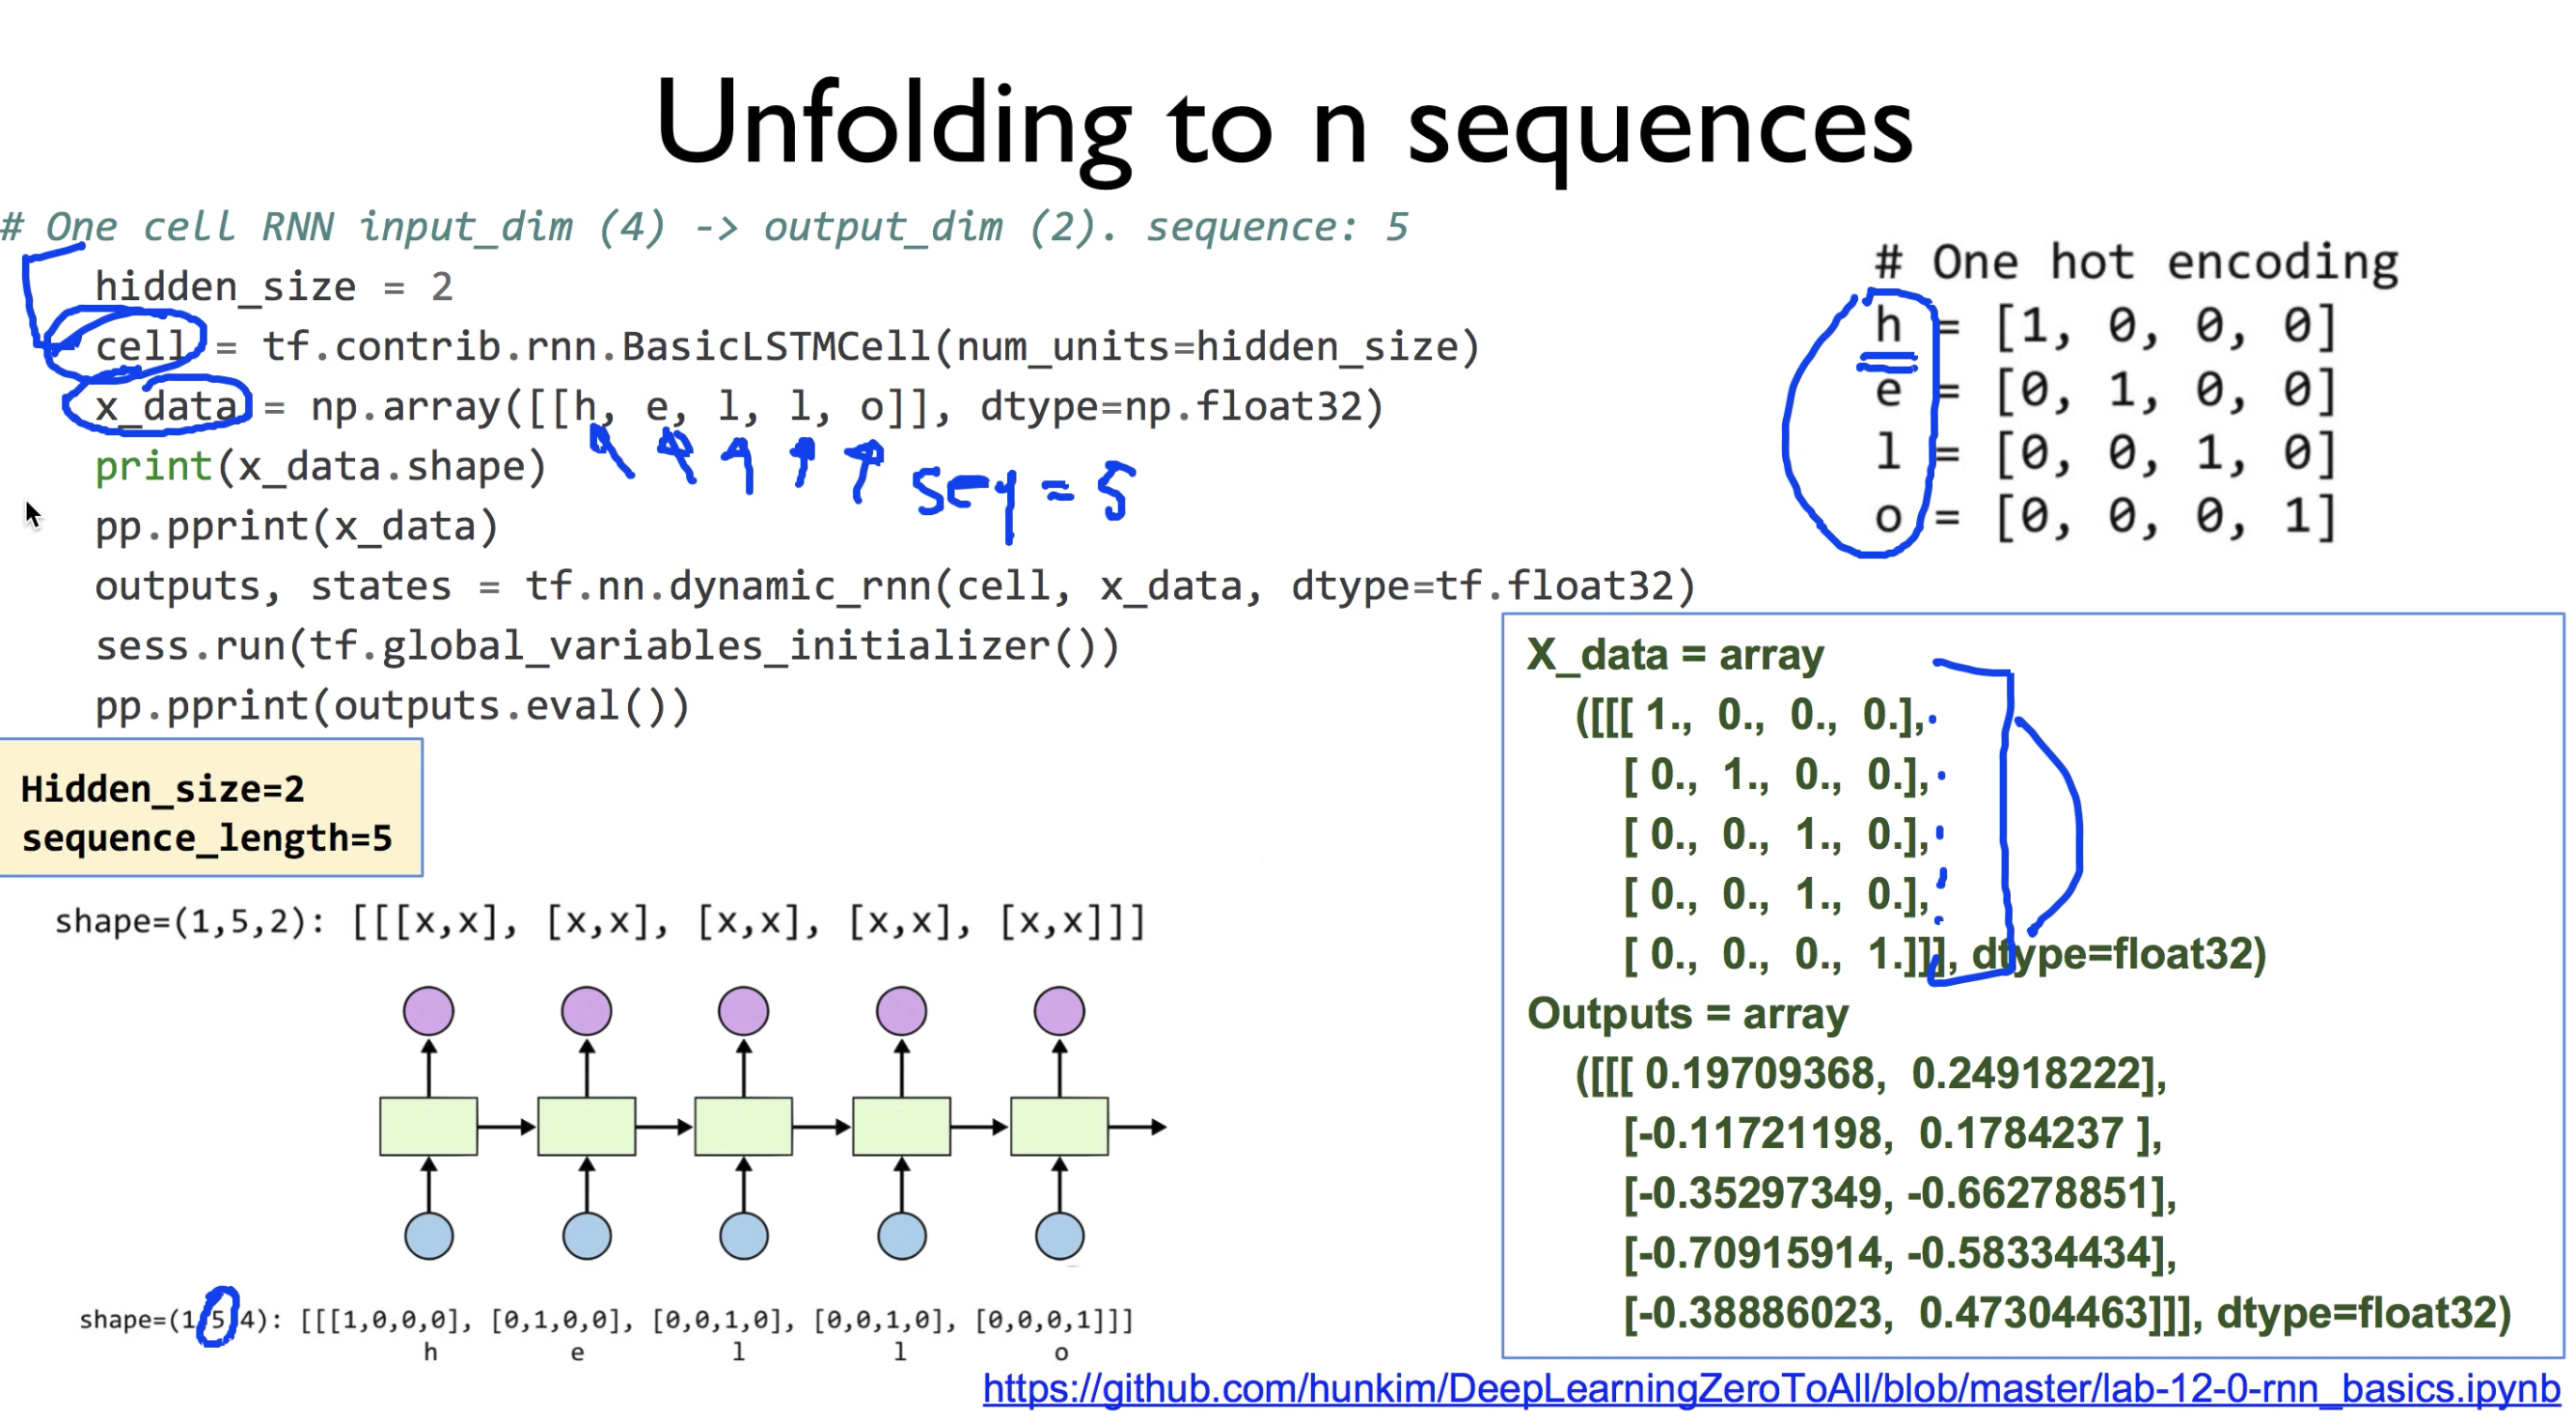 Unfolding to n sequences
# One cell RNN input_dim (4) -> output_dim (2). sequence: 5
hidden_size = 2
cell = tf.contrib.rnn.BasicLSTMCell(num_units=hidden_size)
x_data = np.array([[h, e, l, l, o]], dtype=np.float32)
print(x_data.shape)
seq = 5
pp.pprint(x_data)
outputs, states = tf.nn.dynamic_rnn(cell, x_data, dtype=tf.float32)
sess.run(tf.global_variables_initializer())
pp.pprint(outputs.eval())
# One hot encoding
h = [1, 0, 0, 0]
e = [0, 1, 0, 0]
l = [0, 0, 1, 0]
o = [0, 0, 0, 1]
Hidden_size=2
sequence_length=5
shape=(1,5,2): [[[x,x], [x,x], [x,x], [x,x], [x,x]]]
shape=(1,5,4): [[[1,0,0,0], [0,1,0,0], [0,0,1,0], [0,0,1,0], [0,0,0,1]]]
h e l l o
X_data = array
([[[ 1., 0., 0., 0.],
[ 0., 1., 0., 0.],
[ 0., 0., 1., 0.],
[ 0., 0., 1., 0.],
[ 0., 0., 0., 1.]]], dtype=float32)
Outputs = array
([[[ 0.19709368, 0.24918222],
[-0.11721198, 0.1784237 ],
[-0.35297349, -0.66278851],
[-0.70915914, -0.58334434],
[-0.38886023, 0.47304463]]], dtype=float32)
https://github.com/hunkim/DeepLearningZeroToAll/blob/master/lab-12-0-rnn_basics.ipynb